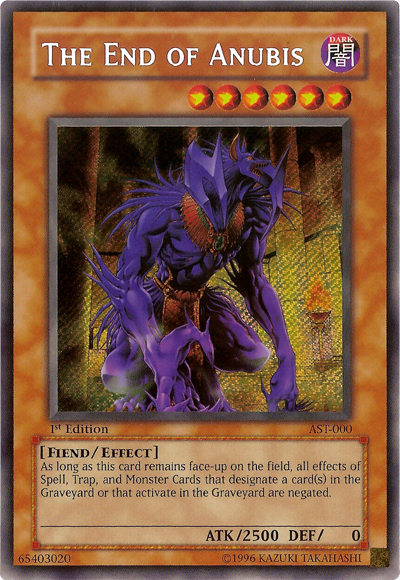 The End of Anubis
DARK
闇
1st Edition
AST-000
[Fiend/Effect]
As long as this card remains face-up on the field, all effects of
Spell, Trap, and Monster Cards that designate a card(s) in the
Graveyard or that activate in the Graveyard are negated.
ATK/2500 DEF/ 0
65403020
©1996 KAZUKI TAKAHASHI